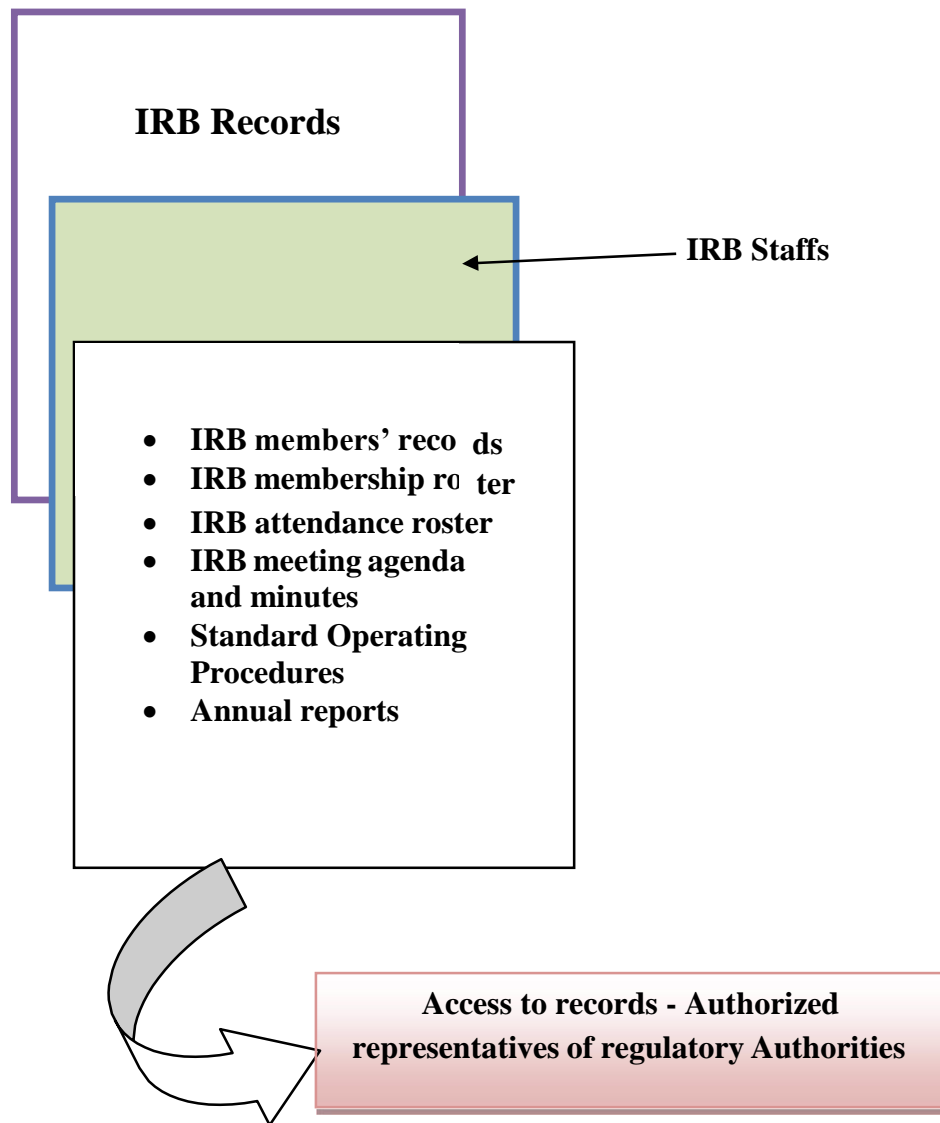 IRB Records
IRB Staffs
• IRB members’ reco ds
• IRB membership ro ter
• IRB attendance roster
• IRB meeting agenda
and minutes
• Standard Operating
Procedures
• Annual reports
Access to records - Authorized
representatives of regulatory Authorities